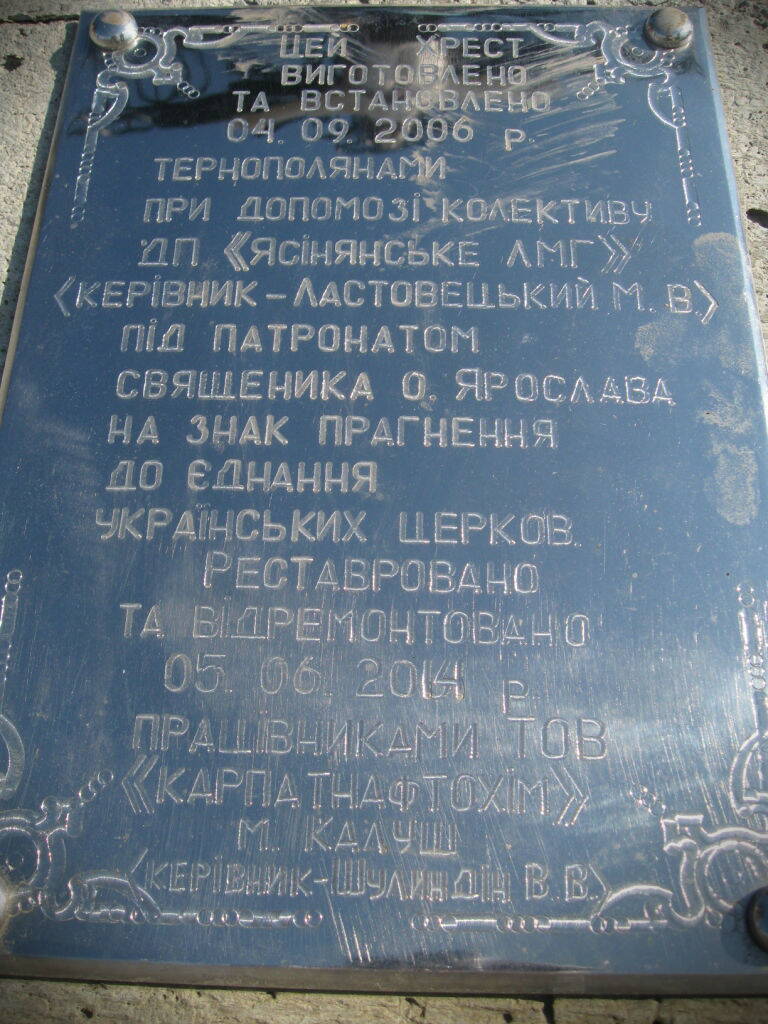 ЦЕЙ ХРЕСТ
ВИГОТОВЛЕНО
ТА ВСТАНОВЛЕНО
04. 09. 2006 р.
ТЕРНОПОЛЯНАМИ
ПРИ ДОПОМОЗІ КОЛЕКТИВУ
ДП «ЯСІНЯНСЬКЕ ЛМГ»
<КЕРІВНИК-ЛАСТОВЕЦЬКИЙ М. В.>
ПІД ПАТРОНАТОМ
СВЯЩЕНИКА О. ЯРОСЛАВА
НА ЗНАК ПРАГНЕННЯ
ДО ЄДНАННЯ
УКРАЇНСЬКИХ ЦЕРКОВ.
РЕСТАВРОВАНО
ТА ВІДРЕМОНТОВАНО
05. 06. р.
ПРАЦІВНИКАМИ ТОВ
«КАРПАТНАФТОХІМ»
М. КАЛУШ
<КЕРІВНИК-ШУЛИНДІН В.В.>